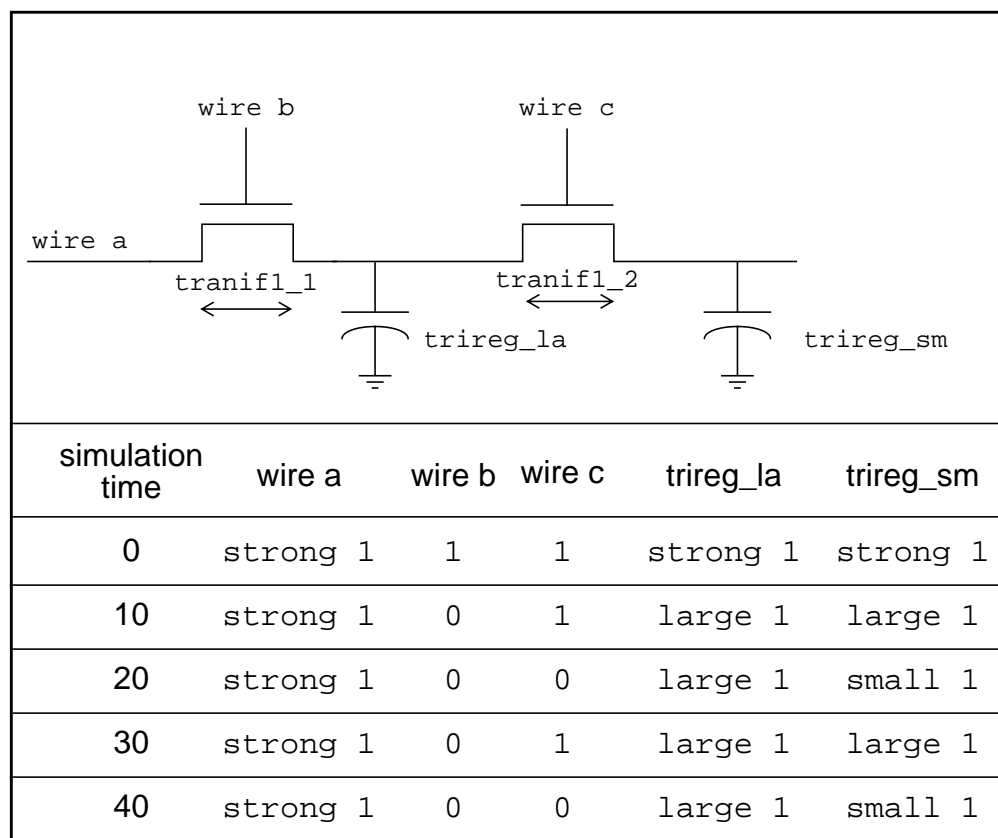 wire b wire c
wire a
tranif1_1 tranif1_2
trireg_la trireg_sm
simulation time wire a wire b wire c trireg_la trireg_sm
0 strong 1 1 1 strong 1 strong 1
10 strong 1 0 1 large 1 large 1
20 strong 1 0 0 large 1 small 1
30 strong 1 0 1 large 1 large 1
40 strong 1 0 0 large 1 small 1